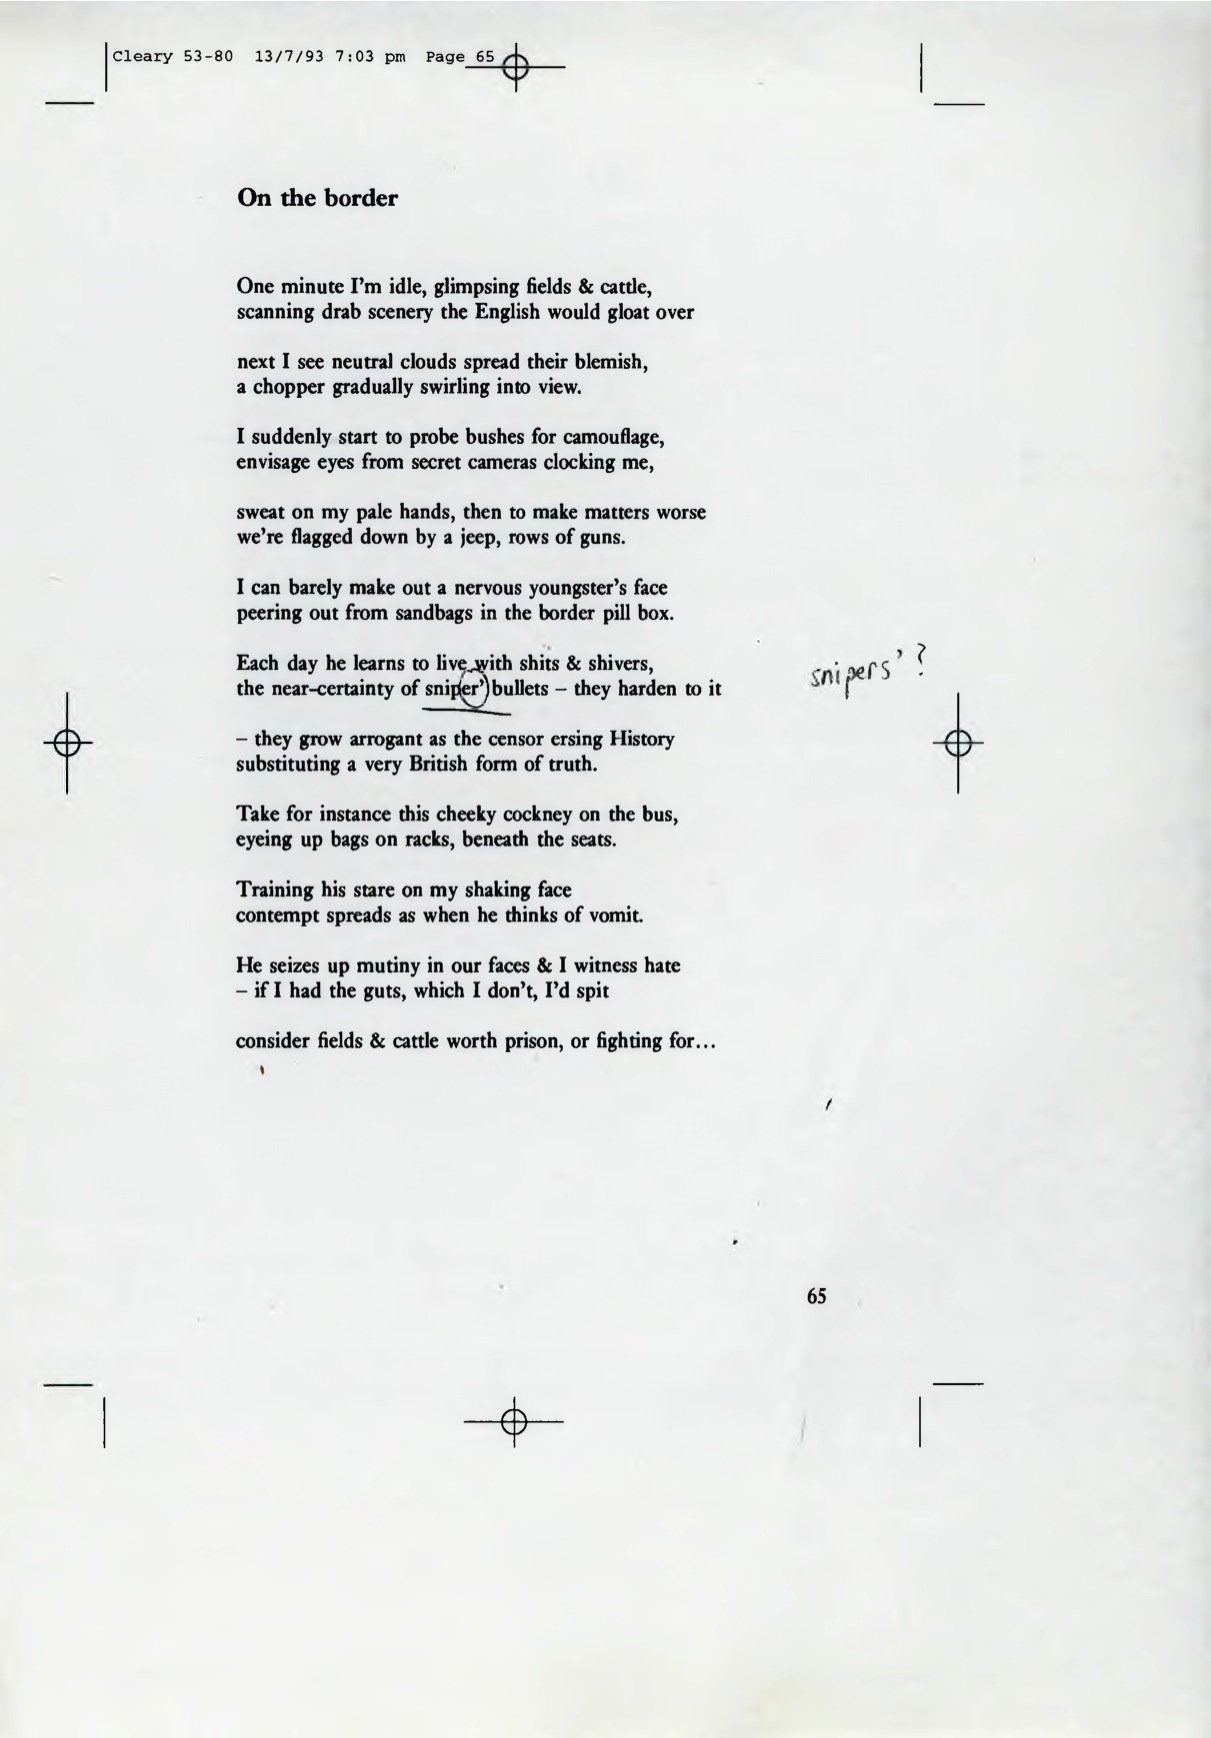 Cleary 53-80 13/7/93 7:03 pm Page 65
On the border
One minute I'm idle, glimpsing fields & cattle,
scanning drab scenery the English would gloat over
next I see neutral clouds spread their blemish,
a chopper gradually swirling into view.
I suddenly start to probe bushes for camouflage,
envisage eyes from secret cameras clocking me,
sweat on my pale hands, then to make matters worse
we're flagged down by a jeep, rows of guns.
I can barely make out a nervous youngster's face
peering out from sandbags in the border pill box.
Each day he learns to live with shits & shivers,
the near-certainty of sniper' bullets – they harden to it
snipers' ?
– they grow arrogant as the censor ersing History
substituting a very British form of truth.
Take for instance this cheeky cockney on the bus,
eyeing up bags on racks, beneath the seats.
Training his stare on my shaking face
contempt spreads as when he thinks of vomit.
He seizes up mutiny in our faces & I witness hate
– if I had the guts, which I don't, I'd spit
consider fields & cattle worth prison, or fighting for...
65